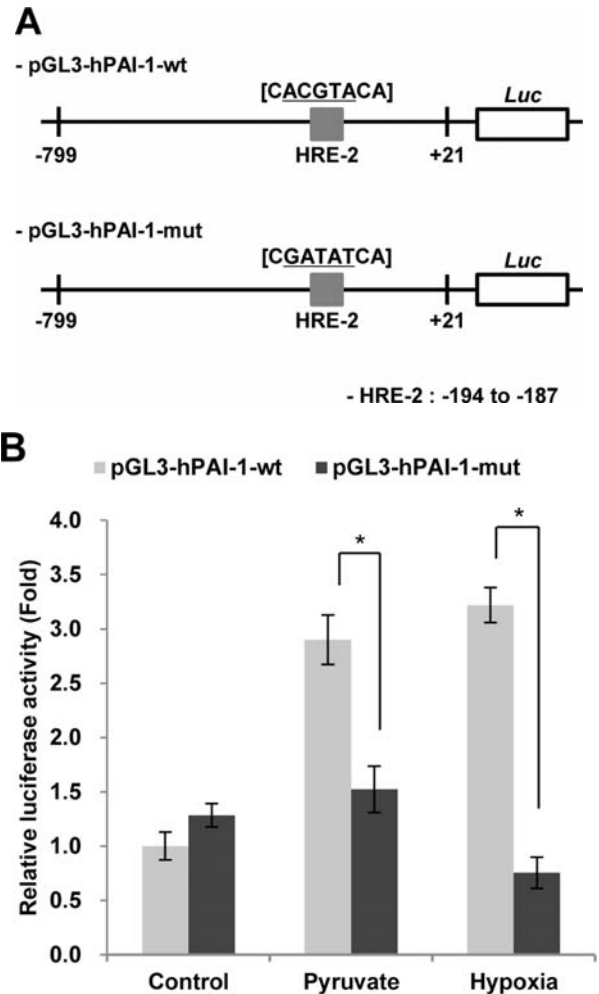 A
- pGL3-hPAI-1-wt
[CACGTACA]
Luc
-799
HRE-2
+21
- pGL3-hPAI-1-mut
[CGATATCA]
Luc
-799
HRE-2
+21
- HRE-2 : -194 to -187
B
pGL3-hPAI-1-wt
pGL3-hPAI-1-mut
Relative luciferase activity (Fold)
4.0
3.5
3.0
2.5
2.0
1.5
1.0
0.5
0.0
*
*
Control
Pyruvate
Hypoxia